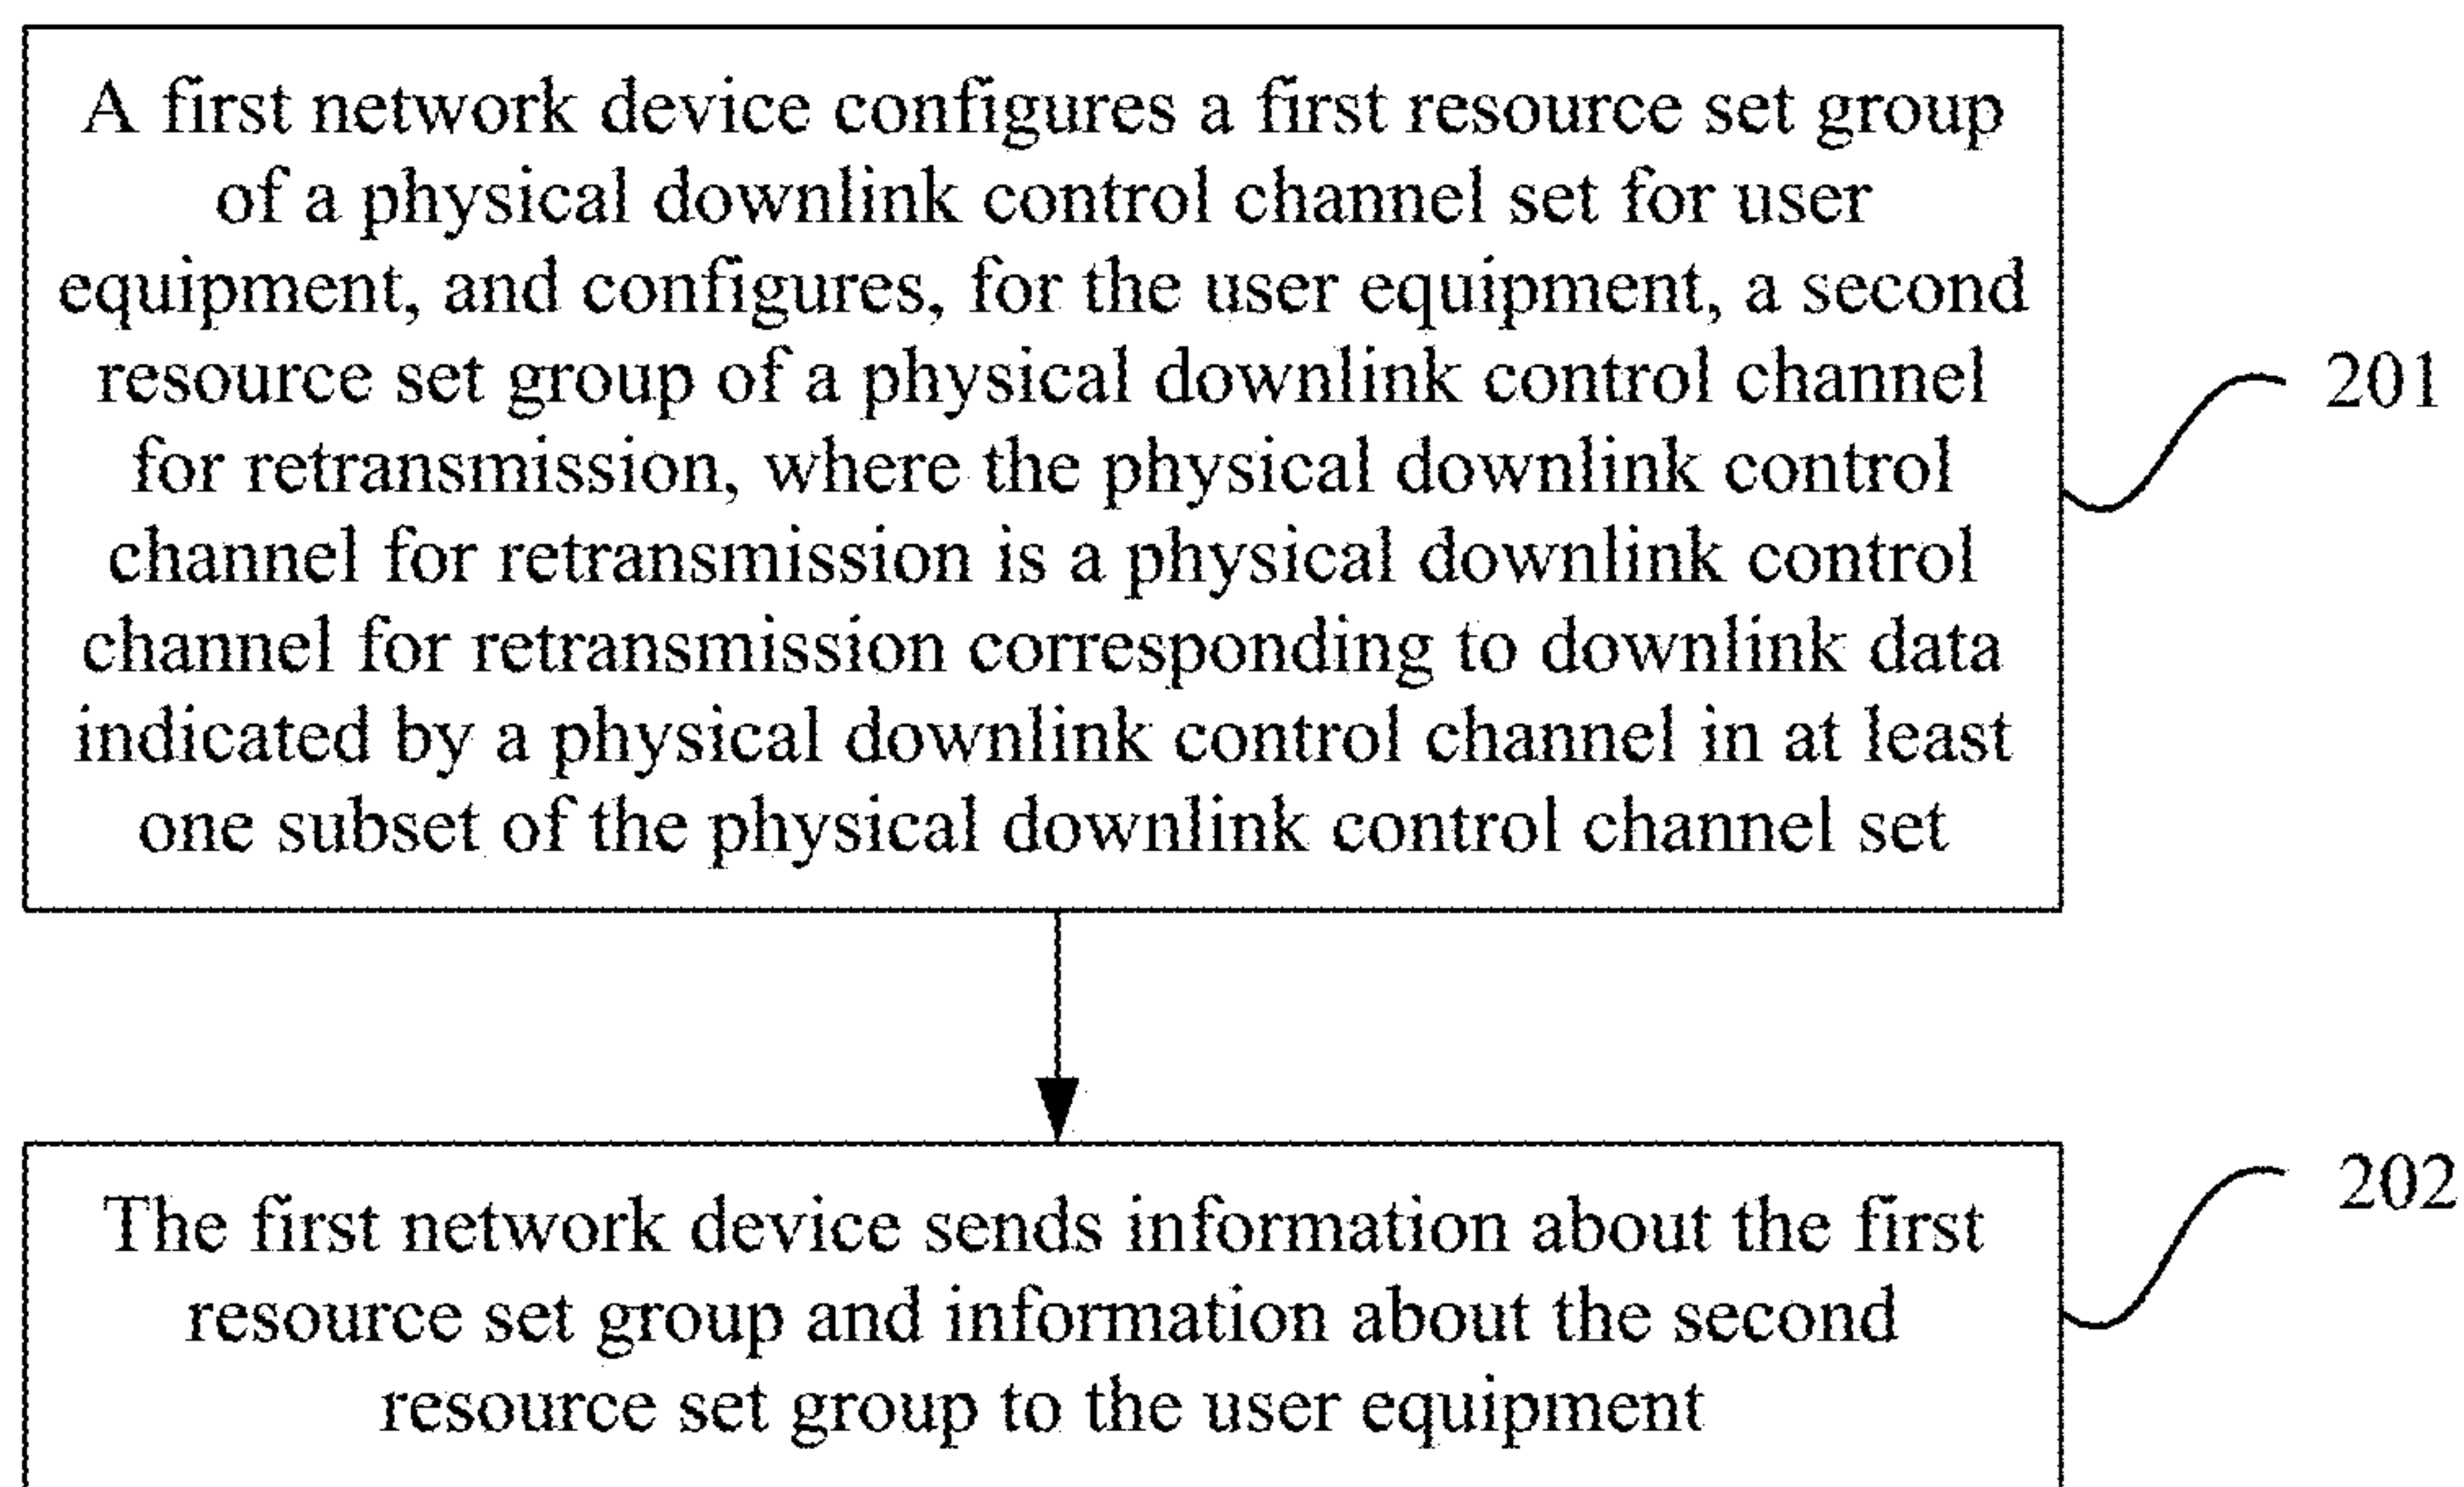 A first network device configures a first resource set group
of a physical downlink control channel set for user
equipment, and configures, for the user equipment, a second
resource set group of a physical downlink control channel
for retransmission, where the physical downlink control
channel for retransmission is a physical downlink control
channel for retransmission corresponding to downlink data
indicated by a physical downlink control channel in at least
one subset of the physical downlink control channel set
201
The first network device sends information about the first
resource set group and information about the second
resource set group to the user equipment
202